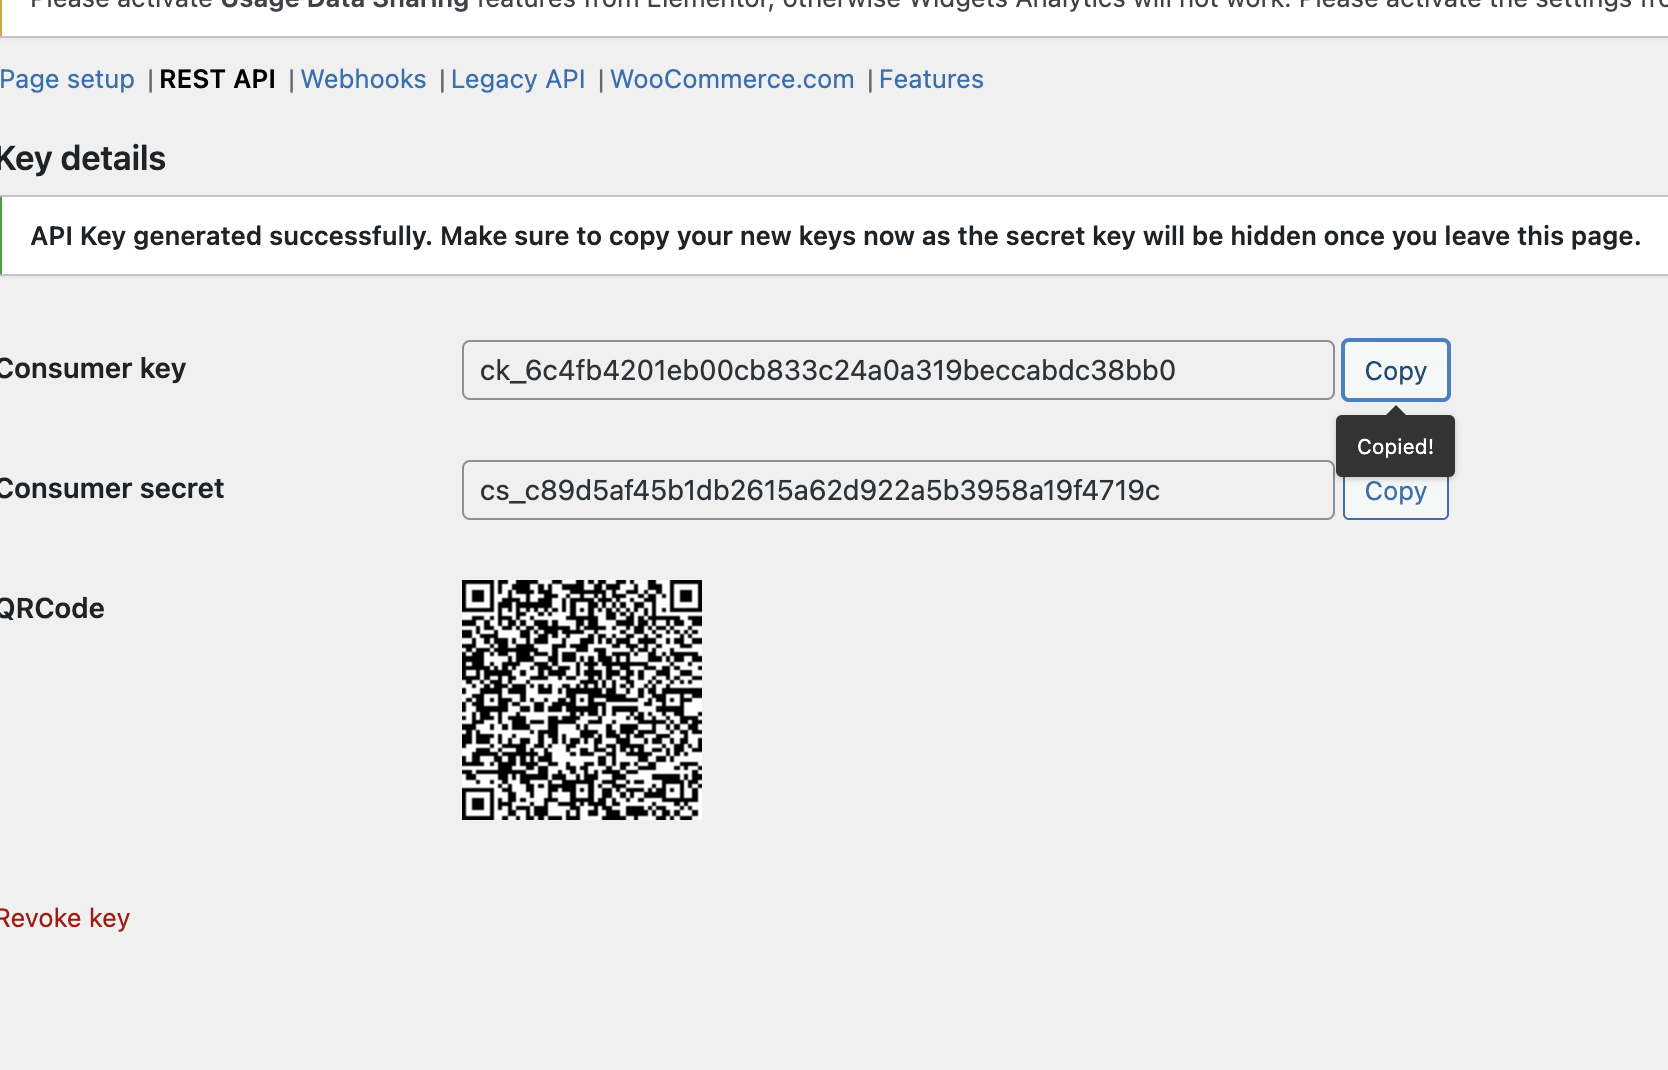 Please activate Usage Data Sharing features from Elementor, otherwise Widgets Analytics will not work. Please activate the settings
Page setup | REST API | Webhooks | Legacy API | WooCommerce.com | Features
Key details
API Key generated successfully. Make sure to copy your new keys now as the secret key will be hidden once you leave this page.
Consumer key
ck_6c4fb4201eb00cb833c24a0a319beccabdc38bb0
Copy
Copied!
Consumer secret
cs_c89d5af45b1db2615a62d922a5b3958a19f4719c
Copy
QRCode
Revoke key